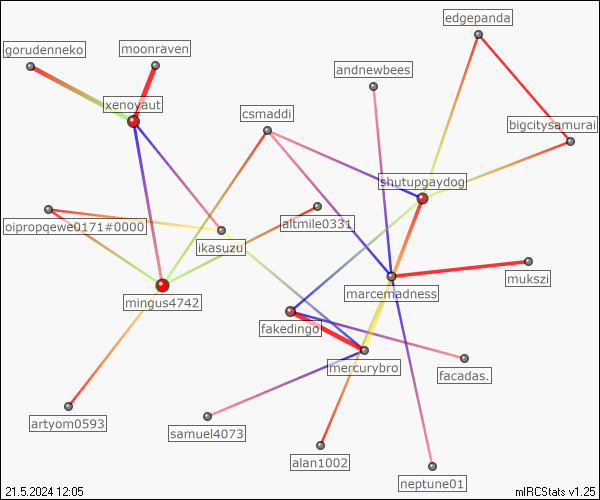 edgepanda
gorudenneko
moonraven
andnewbees
xenoyaut
csmaddi
bigcitysamurai
shutupgaydog
oipropqewe0171#0000
altmile0331
ikasuzu
mukszi
marcemadness
mingus4742
fakedingo
mercurybro
facadas.
artyom0593
samuel4073
alan1002
neptune01
21.5.2024 12:05
mIRCStats v1.25